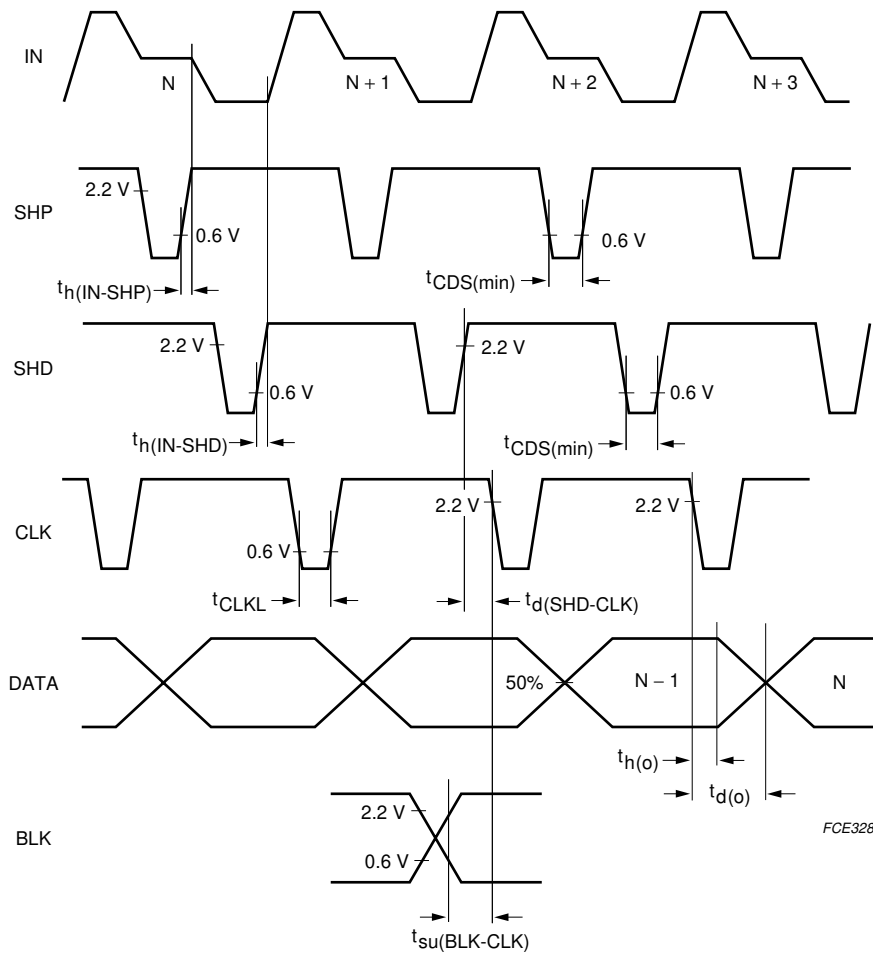 IN
N
N + 1
N + 2
N + 3
2.2 V
SHP
0.6 V
0.6 V
th(IN-SHP)
tCDS(min)
2.2 V
2.2 V
SHD
0.6 V
0.6 V
th(IN-SHD)
tCDS(min)
2.2 V
2.2 V
CLK
0.6 V
tCLKL
td(SHD-CLK)
DATA
50%
N − 1
N
th(o)
td(o)
2.2 V
BLK
FCE328
0.6 V
tsu(BLK-CLK)